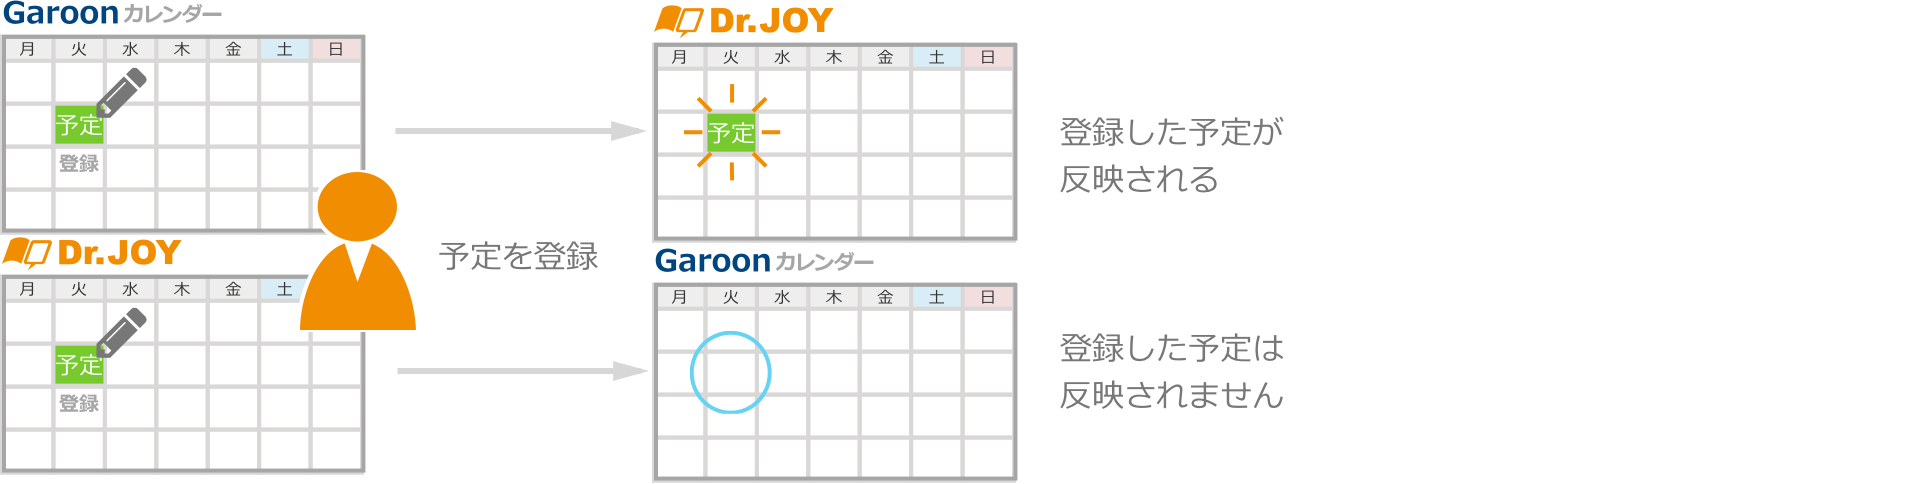 Garoon カレンダー
月 火 水 木 金 土 日
予定
登録
Dr.JOY
月 火 水 木 金 土
予定
登録
予定を登録
Dr.JOY
月 火 水 木 金 土 日
予定
Garoon カレンダー
月 火 水 木 金 土 日
登録した予定が
反映される
登録した予定は
反映されません